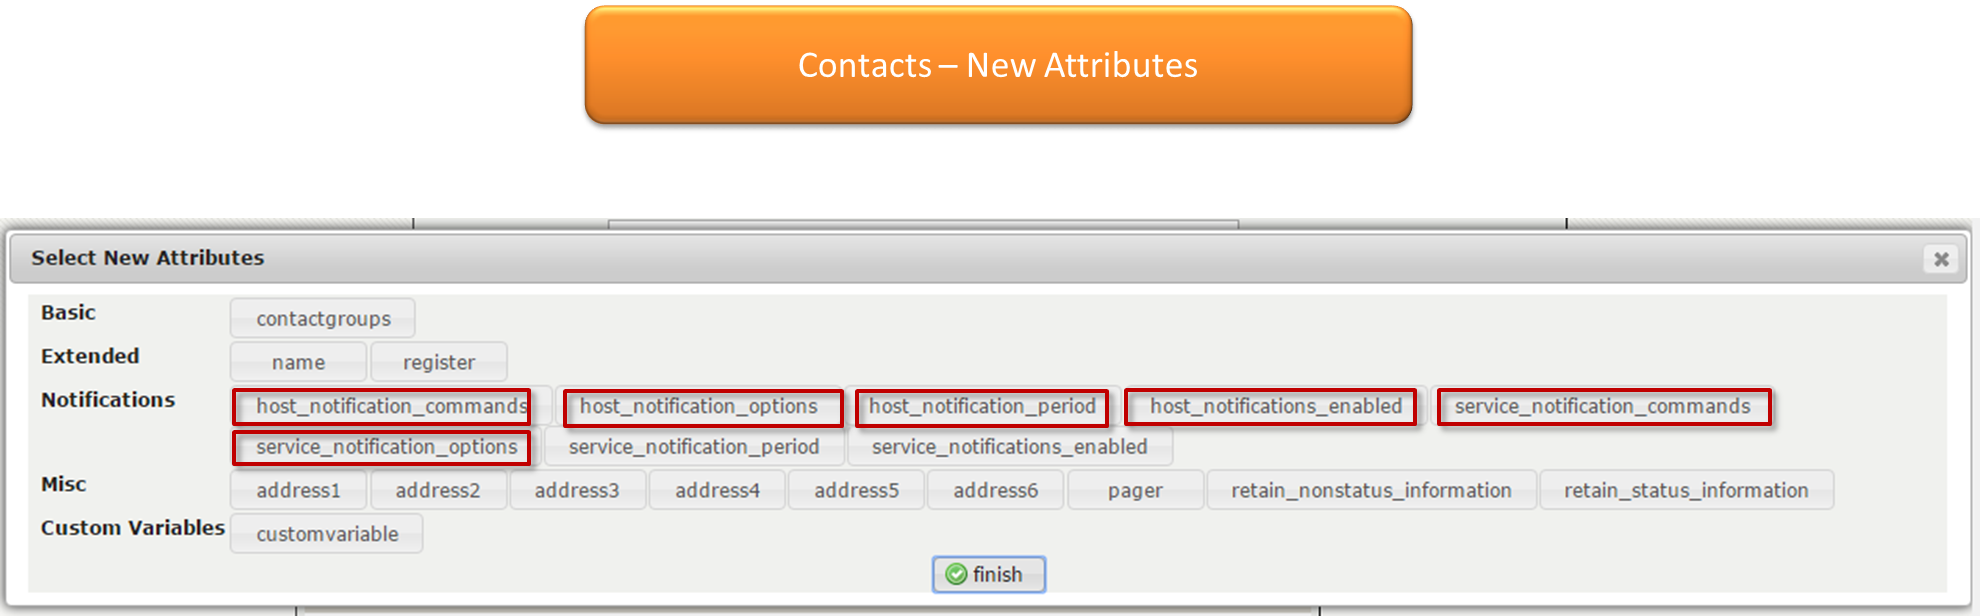 Contacts – New Attributes
Select New Attributes
Basic contactgroups
Extended name register
Notifications host_notification_commands host_notification_options host_notification_period host_notifications_enabled service_notification_commands
service_notification_options service_notification_period service_notifications_enabled
Misc address1 address2 address3 address4 address5 address6 pager retain_nonstatus_information retain_status_information
Custom Variables customvariable
finish